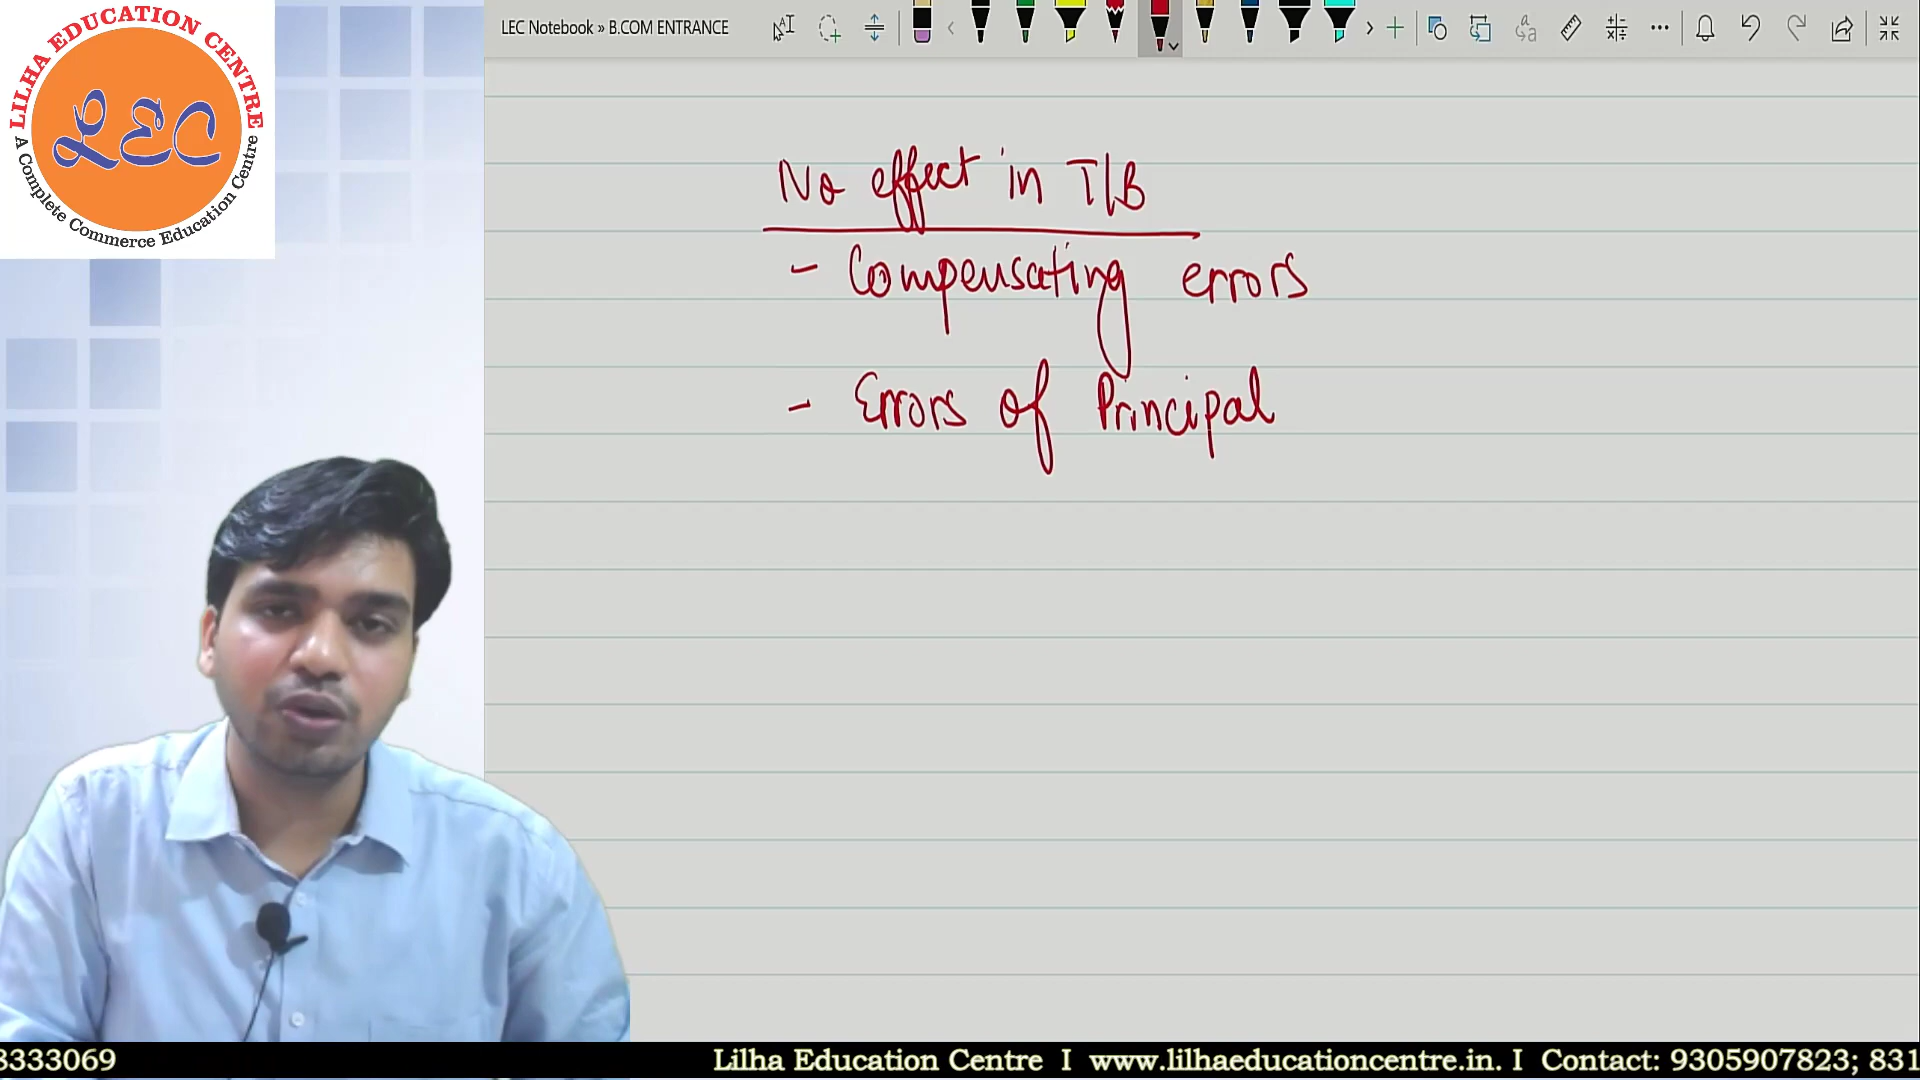 LILHA EDUCATION CENTRE
LEC
A Complete Commerce Education Centre
LEC Notebook » B.COM ENTRANCE
No effect in T/B
- Compensating errors
- Errors of Principal
8333069
Lilha Education Centre I www.lilhaeducationcentre.in. I Contact: 9305907823; 831